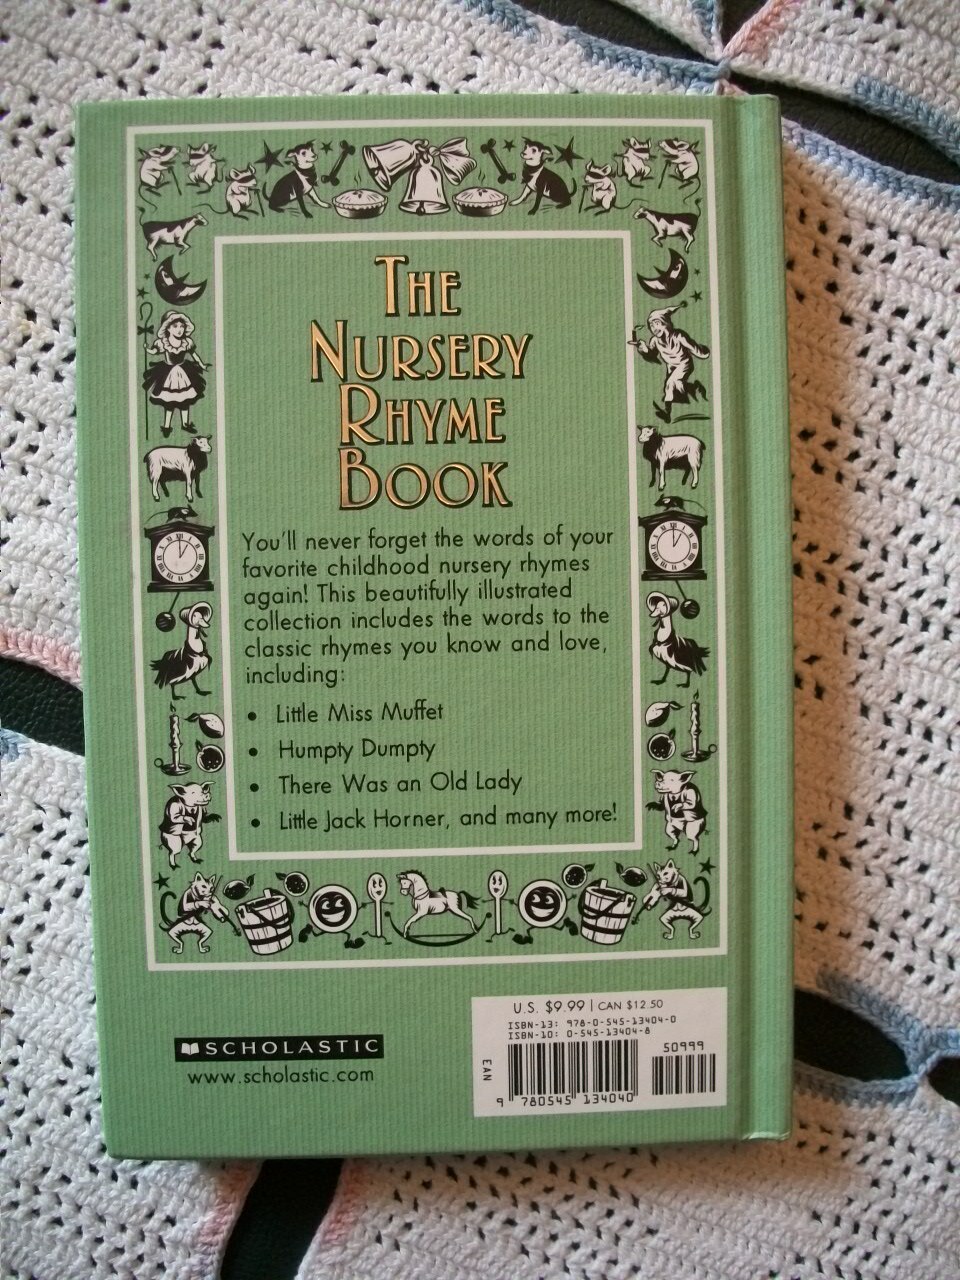 THE
NURSERY
RHYME
BOOK
You'll never forget the words of your
favorite childhood nursery rhymes
again! This beautifully illustrated
collection includes the words to the
classic rhymes you know and love,
including:
• Little Miss Muffet
• Humpty Dumpty
• There Was an Old Lady
• Little Jack Horner, and many more!
SCHOLASTIC
www.scholastic.com
U.S. $9.99 | CAN $12.50
ISBN-13: 978-0-545-13404-0
ISBN-10: 0-545-13404-8
50999
EAN
9 780545 134040